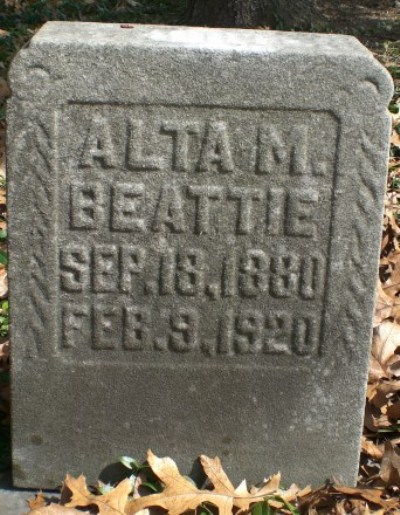 ALTA M.
BEATTIE
SEP. 18, 1880
FEB. 9, 1920